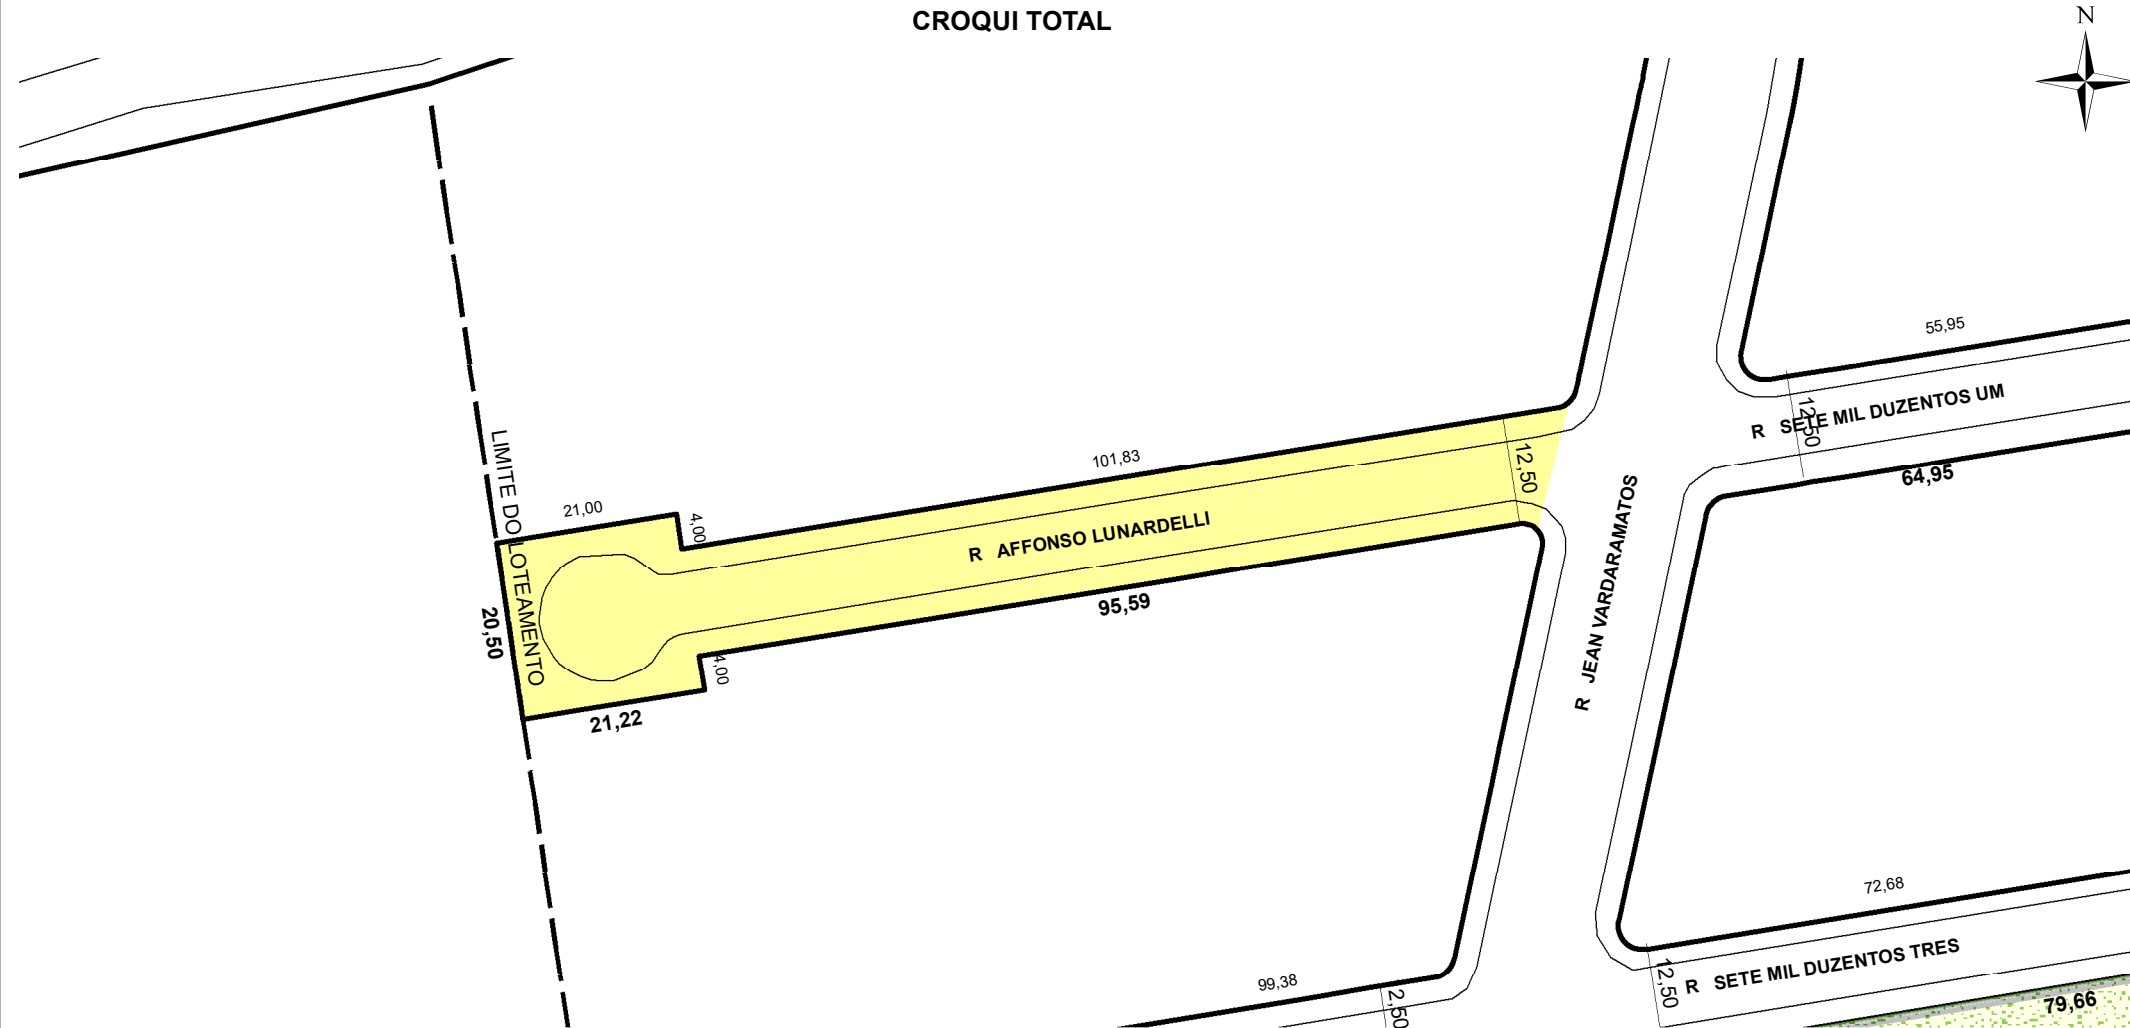 CROQUI TOTAL
N
55,95
12,50
R SETE MIL DUZENTOS UM
64,95
101,83
12,50
21,00
4,00
R AFFONSO LUNARDELLI
LIMITE DO LOTEAMENTO
20,50
95,59
4,00
21,22
R JEAN VARDARAMATOS
72,68
12,50
R SETE MIL DUZENTOS TRES
99,38
2,50
79,66